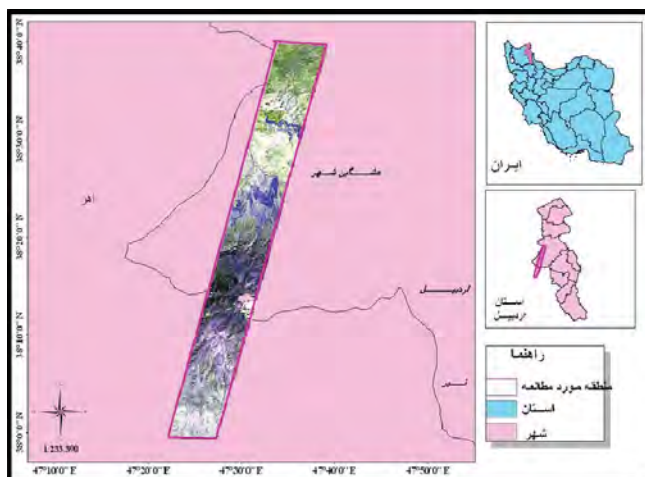 38°40'0"N
38°30'0"N
38°20'0"N
38°10'0"N
38°0'0"N
مشگین شهر
اهر
اردبیل
نیر
1:233.390
47°10'0"E
47°20'0"E
47°30'0"E
47°40'0"E
47°50'0"E
ایران
استان
اردبیل
راهنما
منطقه مورد مطالعه
استان
شهر